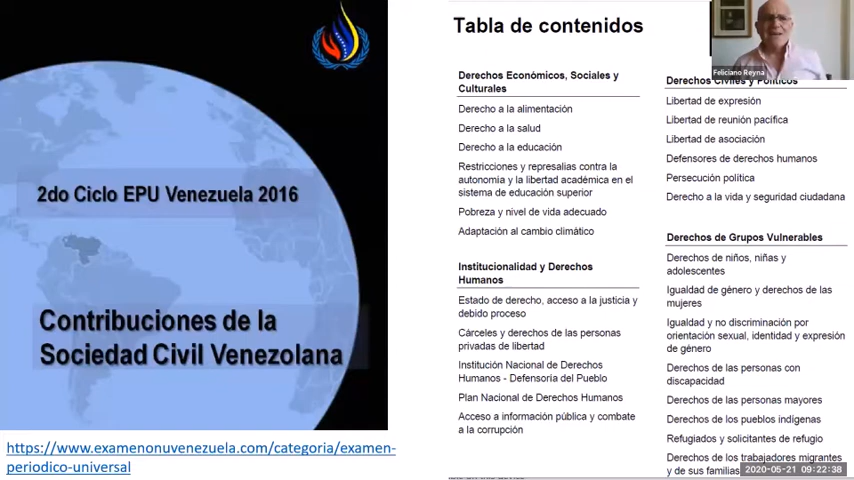 2do Ciclo EPU Venezuela 2016
Contribuciones de la
Sociedad Civil Venezolana
https://www.examenonuvenezuela.com/categoria/examen-
periodico-universal
Tabla de contenidos
Derechos Económicos, Sociales y
Culturales
Derecho a la alimentación
Derecho a la salud
Derecho a la educación
Restricciones y represalias contra la
autonomía y la libertad académica en el
sistema de educación superior
Pobreza y nivel de vida adecuado
Adaptación al cambio climático
Institucionalidad y Derechos
Humanos
Estado de derecho, acceso a la justicia y
debido proceso
Cárceles y derechos de las personas
privadas de libertad
Institución Nacional de Derechos
Humanos - Defensoría del Pueblo
Plan Nacional de Derechos Humanos
Acceso a información pública y combate
a la corrupción
Feliciano Reyna
Derechos Civiles y Políticos
Libertad de expresión
Libertad de reunión pacífica
Libertad de asociación
Defensores de derechos humanos
Persecución política
Derecho a la vida y seguridad ciudadana
Derechos de Grupos Vulnerables
Derechos de niños, niñas y
adolescentes
Igualdad de género y derechos de las
mujeres
Igualdad y no discriminación por
orientación sexual, identidad y expresión
de género
Derechos de las personas con
discapacidad
Derechos de las personas mayores
Derechos de los pueblos indígenas
Refugiados y solicitantes de refugio
Derechos de los trabajadores migrantes
y de sus familias
2020-05-21 09:22:38